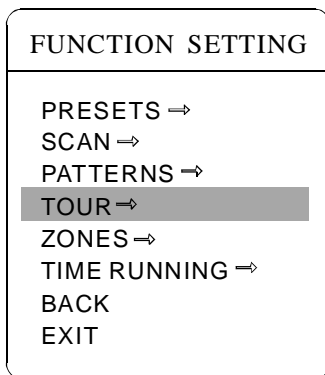 FUNCTION SETTING
PRESETS ⇒
SCAN ⇒
PATTERNS ⇒
TOUR ⇒
ZONES ⇒
TIME RUNNING ⇒
BACK
EXIT